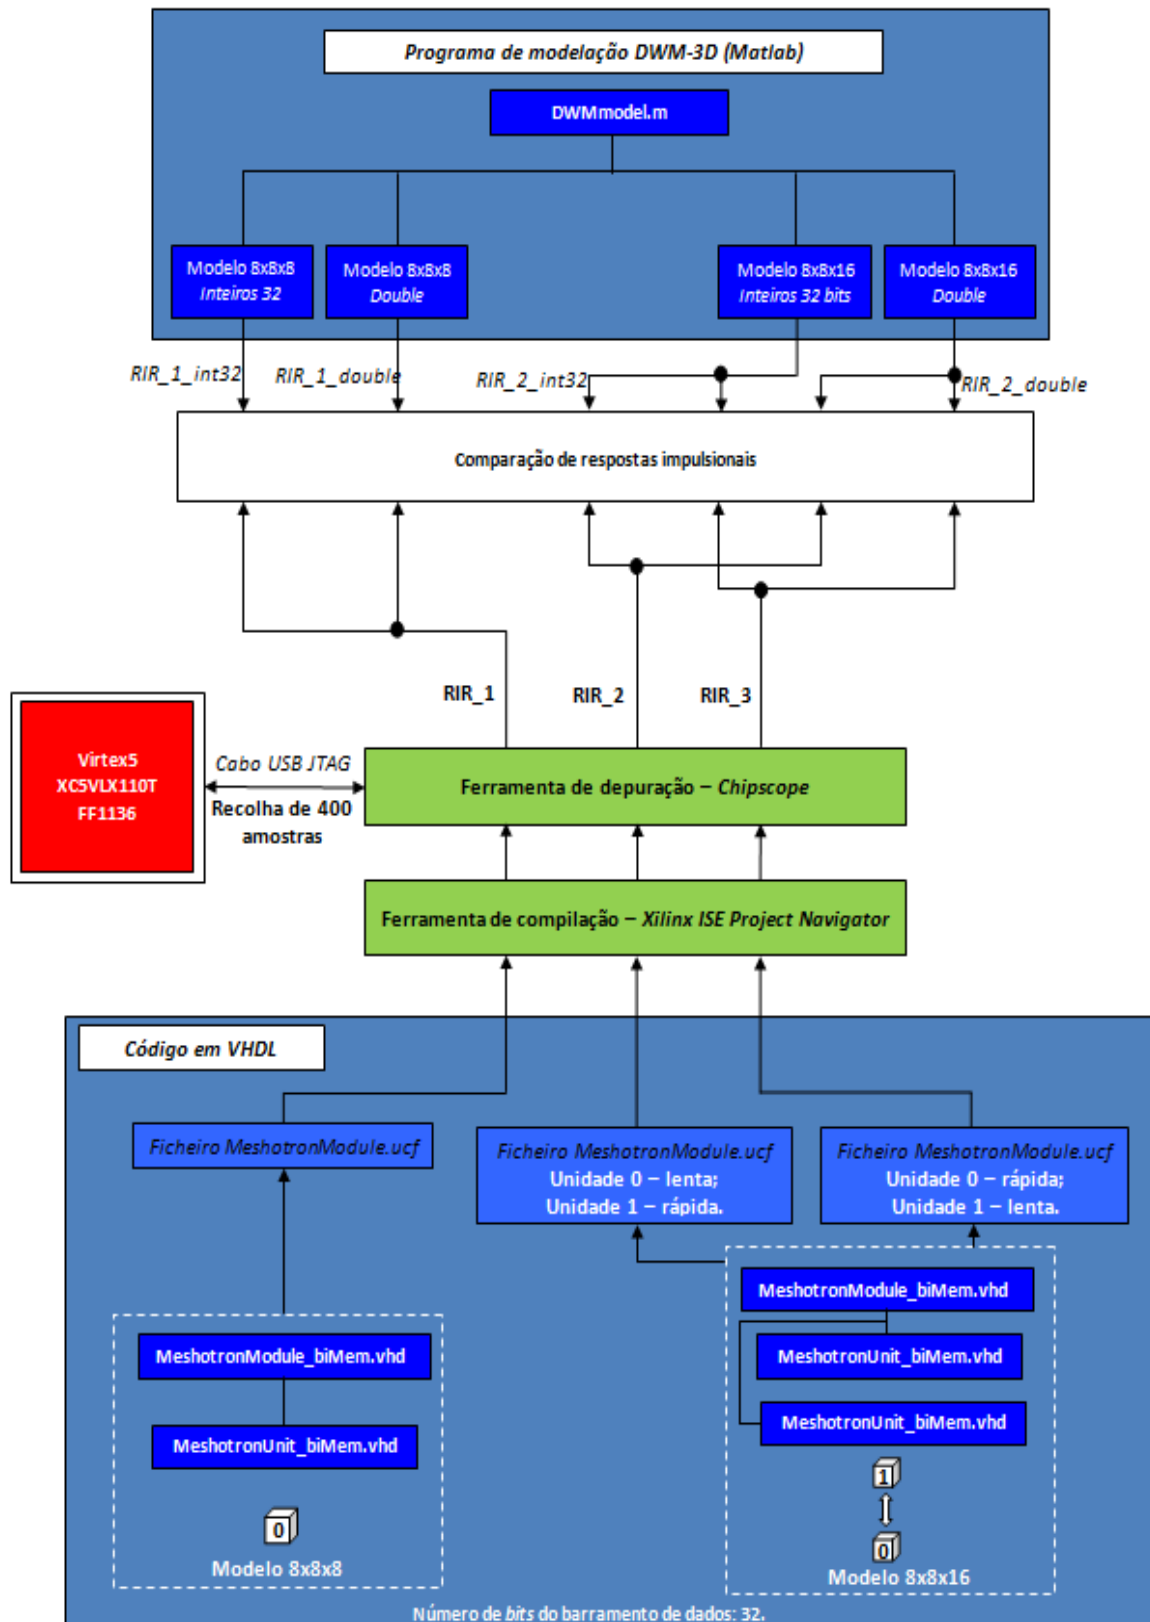 Programa de modelação DWM-3D (Matlab)
DWMmodel.m
Modelo 8x8x8
Inteiros 32
Modelo 8x8x8
Double
Modelo 8x8x16
Inteiros 32 bits
Modelo 8x8x16
Double
RIR_1_int32
RIR_1_double
RIR_2_int32
RIR_2_double
Comparação de respostas impulsionais
RIR_1
RIR_2
RIR_3
Virtex5
XC5VLX110T
FF1136
Cabo USB JTAG
Recolha de 400
amostras
Ferramenta de depuração – Chipscope
Ferramenta de compilação – Xilinx ISE Project Navigator
Código em VHDL
Ficheiro MeshotronModule.ucf
Ficheiro MeshotronModule.ucf
Unidade 0 – lenta;
Unidade 1 – rápida.
Ficheiro MeshotronModule.ucf
Unidade 0 – rápida;
Unidade 1 – lenta.
MeshotronModule_biMem.vhd
MeshotronUnit_biMem.vhd
0
Modelo 8x8x8
MeshotronModule_biMem.vhd
MeshotronUnit_biMem.vhd
MeshotronUnit_biMem.vhd
1
0
Modelo 8x8x16
Número de bits do barramento de dados: 32.